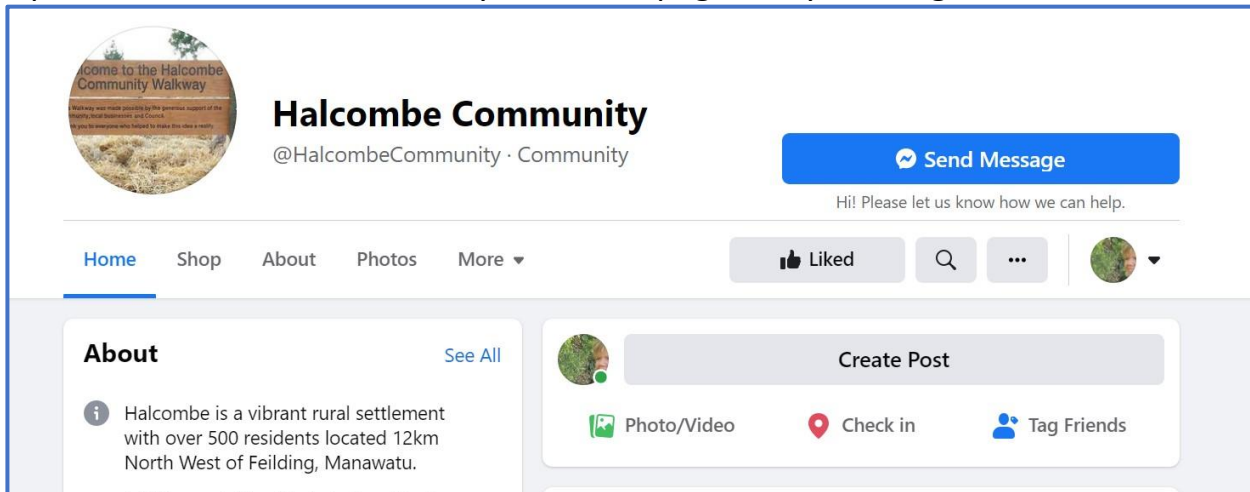 lcome to the Halcombe
Community Walkway
Halcombe Community
@HalcombeCommunity · Community
Send Message
Hi! Please let us know how we can help.
Home Shop About Photos More
Liked
About See All
Create Post
Halcombe is a vibrant rural settlement
with over 500 residents located 12km
North West of Feilding, Manawatu.
Photo/Video Check in Tag Friends